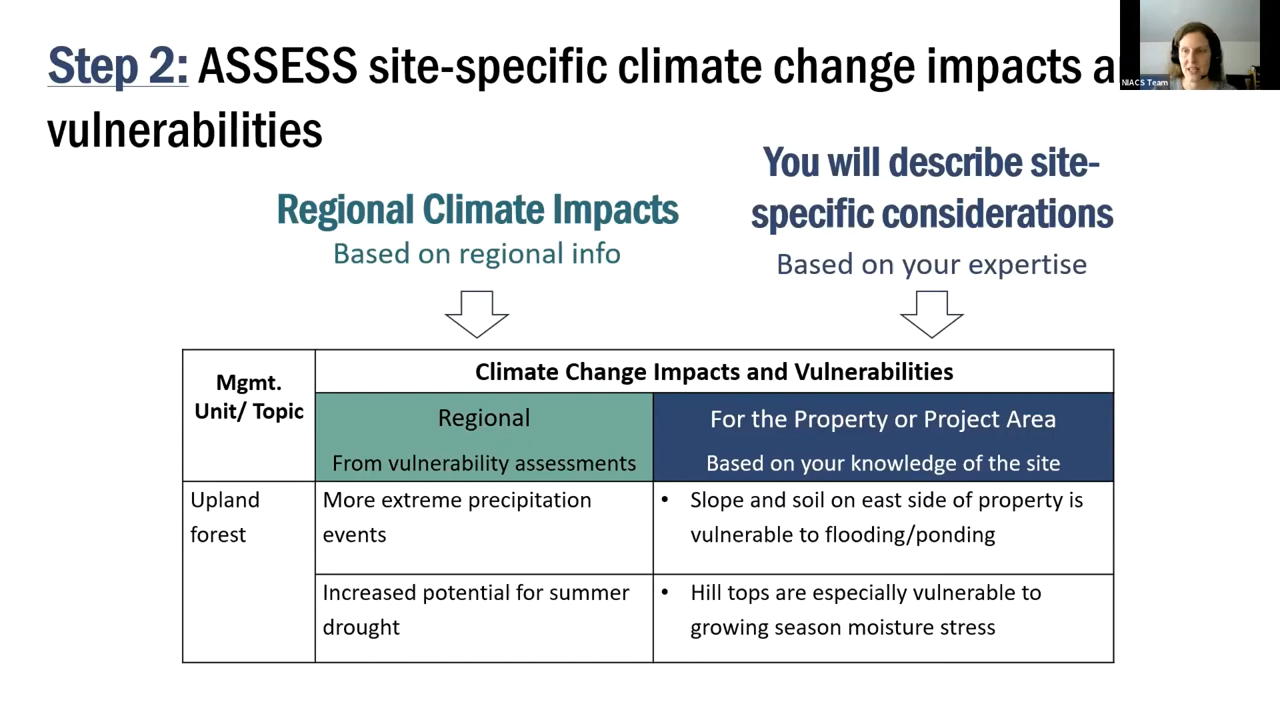 Step 2: ASSESS site-specific climate change impacts a
vulnerabilities
NIACS Team
Regional Climate Impacts
Based on regional info
You will describe site-
specific considerations
Based on your expertise
Mgmt.
Unit/ Topic
Climate Change Impacts and Vulnerabilities
Regional
From vulnerability assessments
For the Property or Project Area
Based on your knowledge of the site
Upland
forest
More extreme precipitation
events
• Slope and soil on east side of property is
vulnerable to flooding/ponding
Increased potential for summer
drought
• Hill tops are especially vulnerable to
growing season moisture stress